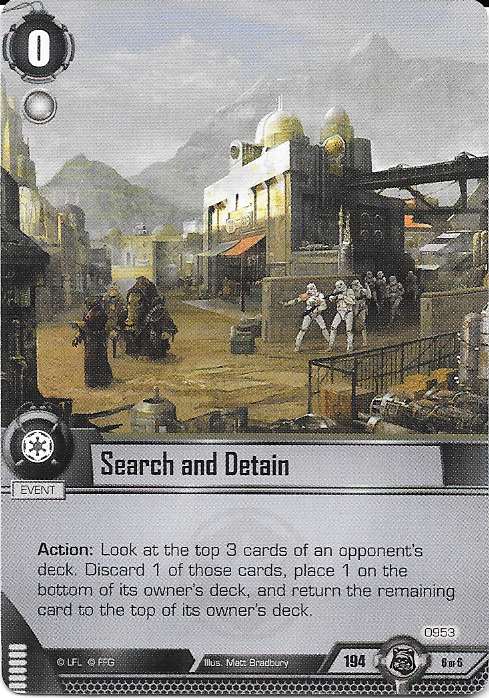 0
Search and Detain
EVENT
Action: Look at the top 3 cards of an opponent's
deck. Discard 1 of those cards, place 1 on the
bottom of its owner's deck, and return the remaining
card to the top of its owner's deck.
0953
© LFL © FFG
Illus. Matt Bradbury
194
6 OF 6